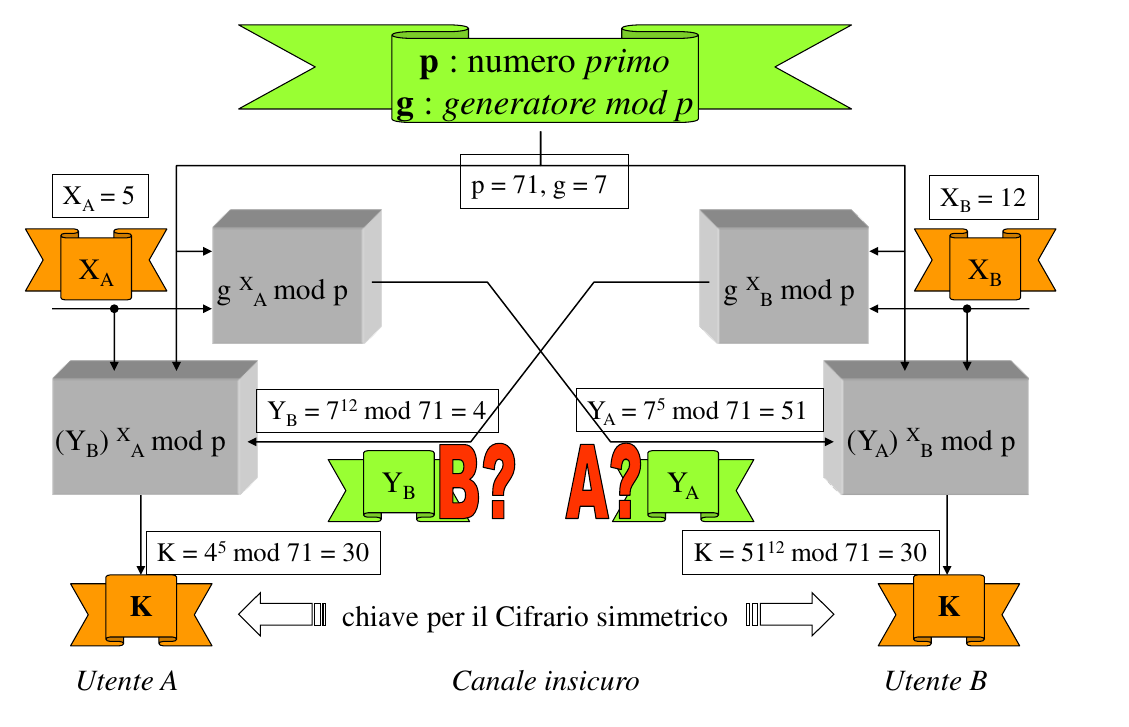 p : numero primo
g : generatore mod p
p = 71, g = 7
X_A = 5
X_B = 12
X_A
X_B
g ^X_A mod p
g ^X_B mod p
Y_B = 7^12 mod 71 = 4
Y_A = 7^5 mod 71 = 51
(Y_B) ^X_A mod p
(Y_A) ^X_B mod p
Y_B
B?
A?
Y_A
K = 4^5 mod 71 = 30
K = 51^12 mod 71 = 30
K
chiave per il Cifrario simmetrico
K
Utente A
Canale insicuro
Utente B